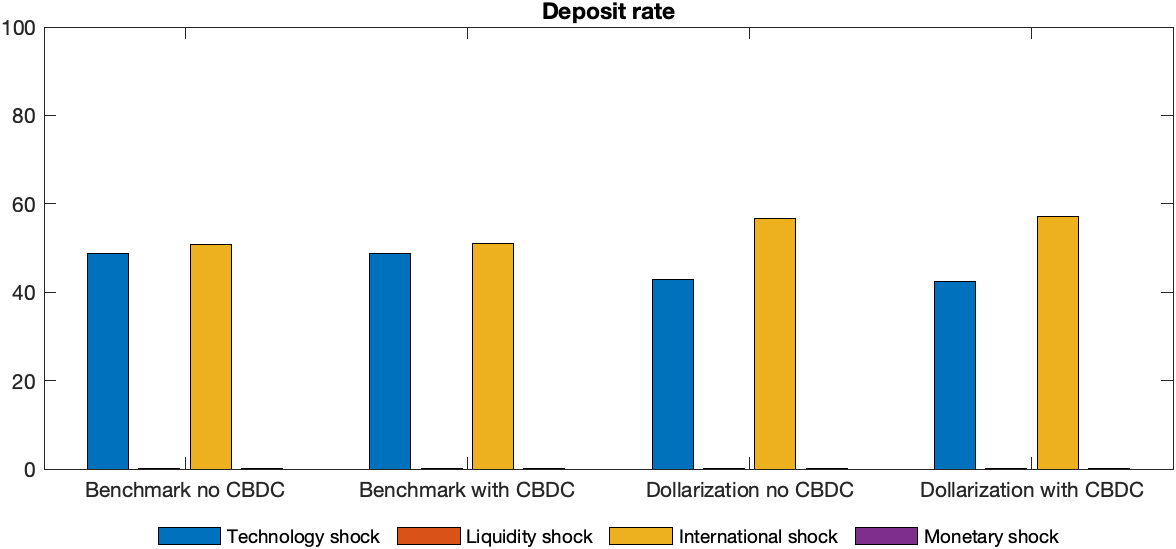 Deposit rate
100
80
60
40
20
0
Benchmark no CBDC Benchmark with CBDC Dollarization no CBDC Dollarization with CBDC
Technology shock Liquidity shock International shock Monetary shock